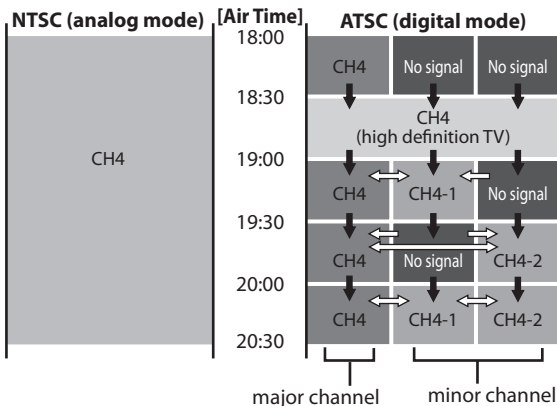 NTSC (analog mode) [Air Time] ATSC (digital mode)
18:00
CH4 No signal No signal
18:30
CH4
(high definition TV)
CH4
19:00
CH4 CH4-1 No signal
19:30
CH4 No signal CH4-2
20:00
CH4 CH4-1 CH4-2
20:30
major channel minor channel